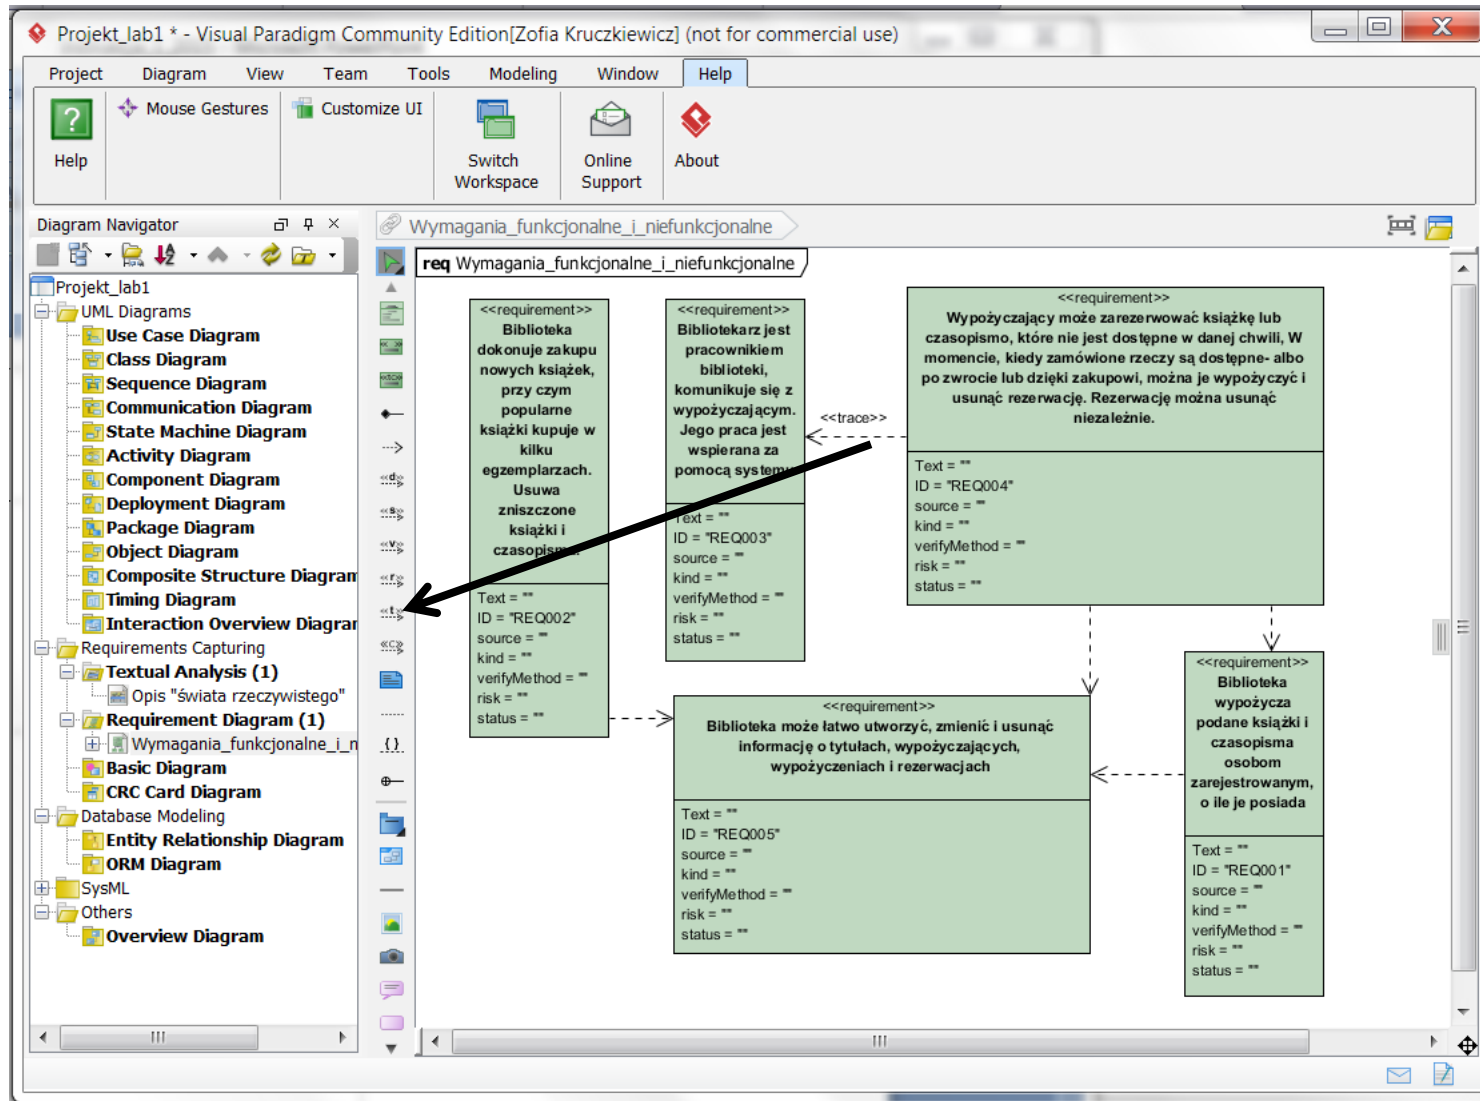 Projekt_lab1 * - Visual Paradigm Community Edition[Zofia Kruczkiewicz] (not for commercial use)
Project Diagram View Team Tools Modeling Window Help
Help
Mouse Gestures
Customize UI
Switch
Workspace
Online
Support
About
Diagram Navigator
Projekt_lab1
UML Diagrams
Use Case Diagram
Class Diagram
Sequence Diagram
Communication Diagram
State Machine Diagram
Activity Diagram
Component Diagram
Deployment Diagram
Package Diagram
Object Diagram
Composite Structure Diagram
Timing Diagram
Interaction Overview Diagrar
Requirements Capturing
Textual Analysis (1)
Opis "świata rzeczywistego"
Requirement Diagram (1)
Wymagania_funkcjonalne_i_n
Basic Diagram
CRC Card Diagram
Database Modeling
Entity Relationship Diagram
ORM Diagram
SysML
Others
Overview Diagram
Wymagania_funkcjonalne_i_niefunkcjonalne
req Wymagania_funkcjonalne_i_niefunkcjonalne
<<requirement>>
Biblioteka
dokonuje zakupu
nowych książek,
przy czym
popularne
książki kupuje w
kilku
egzemplarzach.
Usuwa
zniszczone
książki i
czasopisma.
Text = ""
ID = "REQ002"
source = ""
kind = ""
verifyMethod = ""
risk = ""
status = ""
<<requirement>>
Bibliotekarz jest
pracownikiem
biblioteki,
komunikuje się z
wypożyczającym.
Jego praca jest
wspierana za
pomocą systemu
Text = ""
ID = "REQ003"
source = ""
kind = ""
verifyMethod = ""
risk = ""
status = ""
<<trace>>
<<requirement>>
Wypożyczający może zarezerwować książkę lub
czasopismo, które nie jest dostępne w danej chwili, W
momencie, kiedy zamówione rzeczy są dostępne- albo
po zwrocie lub dzięki zakupowi, można je wypożyczyć i
usunąć rezerwację. Rezerwację można usunąć
niezależnie.
Text = ""
ID = "REQ004"
source = ""
kind = ""
verifyMethod = ""
risk = ""
status = ""
<<requirement>>
Biblioteka może łatwo utworzyć, zmienić i usunąć
informację o tytułach, wypożyczających,
wypożyczeniach i rezerwacjach
Text = ""
ID = "REQ005"
source = ""
kind = ""
verifyMethod = ""
risk = ""
status = ""
<<requirement>>
Biblioteka
wypożycza
podane książki i
czasopisma
osobom
zarejestrowanym,
o ile je posiada
Text = ""
ID = "REQ001"
source = ""
kind = ""
verifyMethod = ""
risk = ""
status = ""